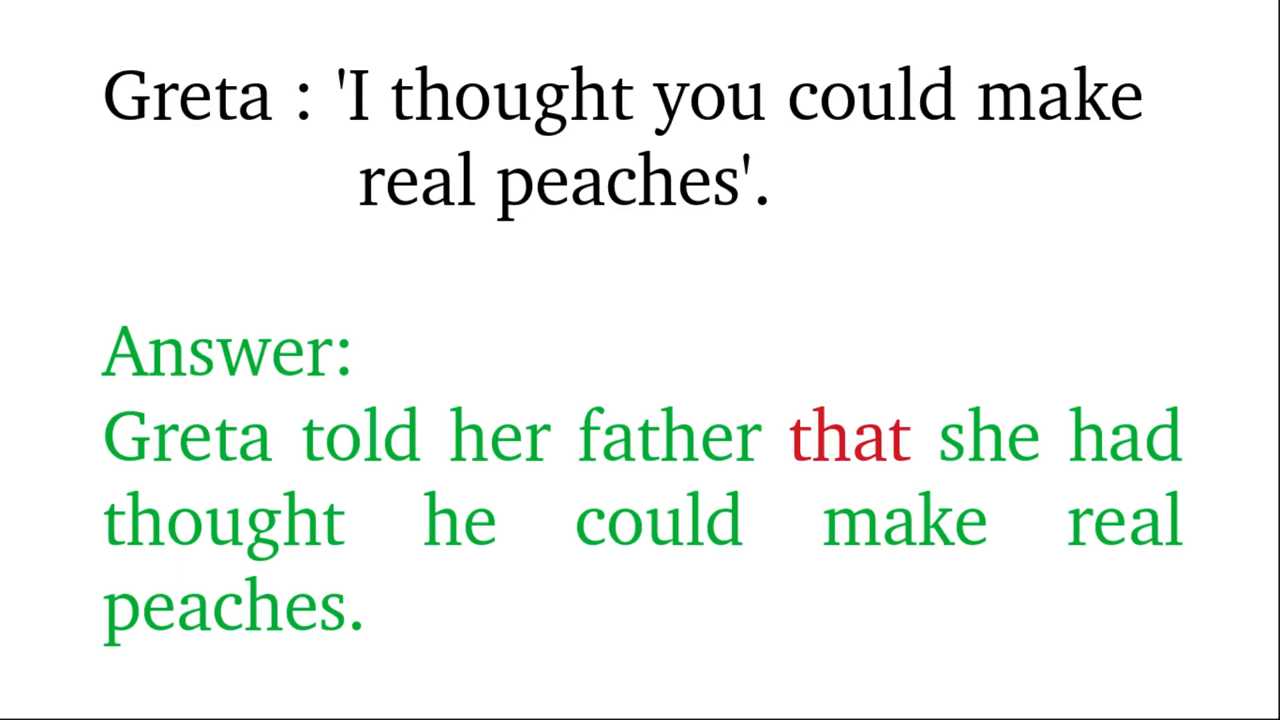 Greta : 'I thought you could make
real peaches'.
Answer:
Greta told her father that she had
thought he could make real
peaches.